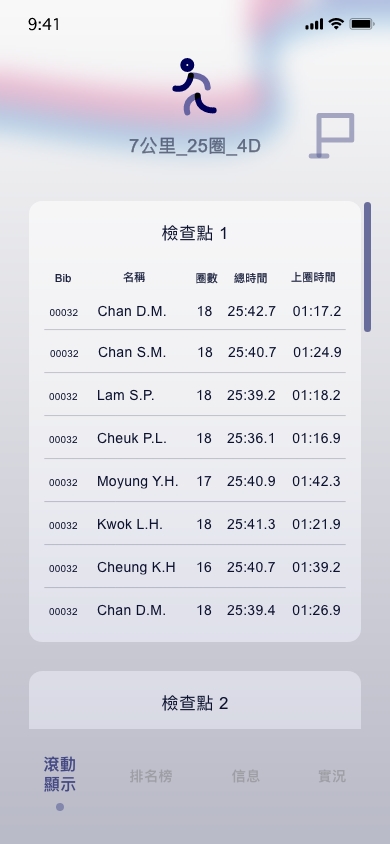 9:41
7公里_25圈_4D
檢查點 1
Bib 名稱 圈數 總時間 上圈時間
00032 Chan D.M. 18 25:42.7 01:17.2
00032 Chan S.M. 18 25:40.7 01:24.9
00032 Lam S.P. 18 25:39.2 01:18.2
00032 Cheuk P.L. 18 25:36.1 01:16.9
00032 Moyung Y.H. 17 25:40.9 01:42.3
00032 Kwok L.H. 18 25:41.3 01:21.9
00032 Cheung K.H 16 25:40.7 01:39.2
00032 Chan D.M. 18 25:39.4 01:26.9
檢查點 2
滾動
顯示
排名榜
信息
實況